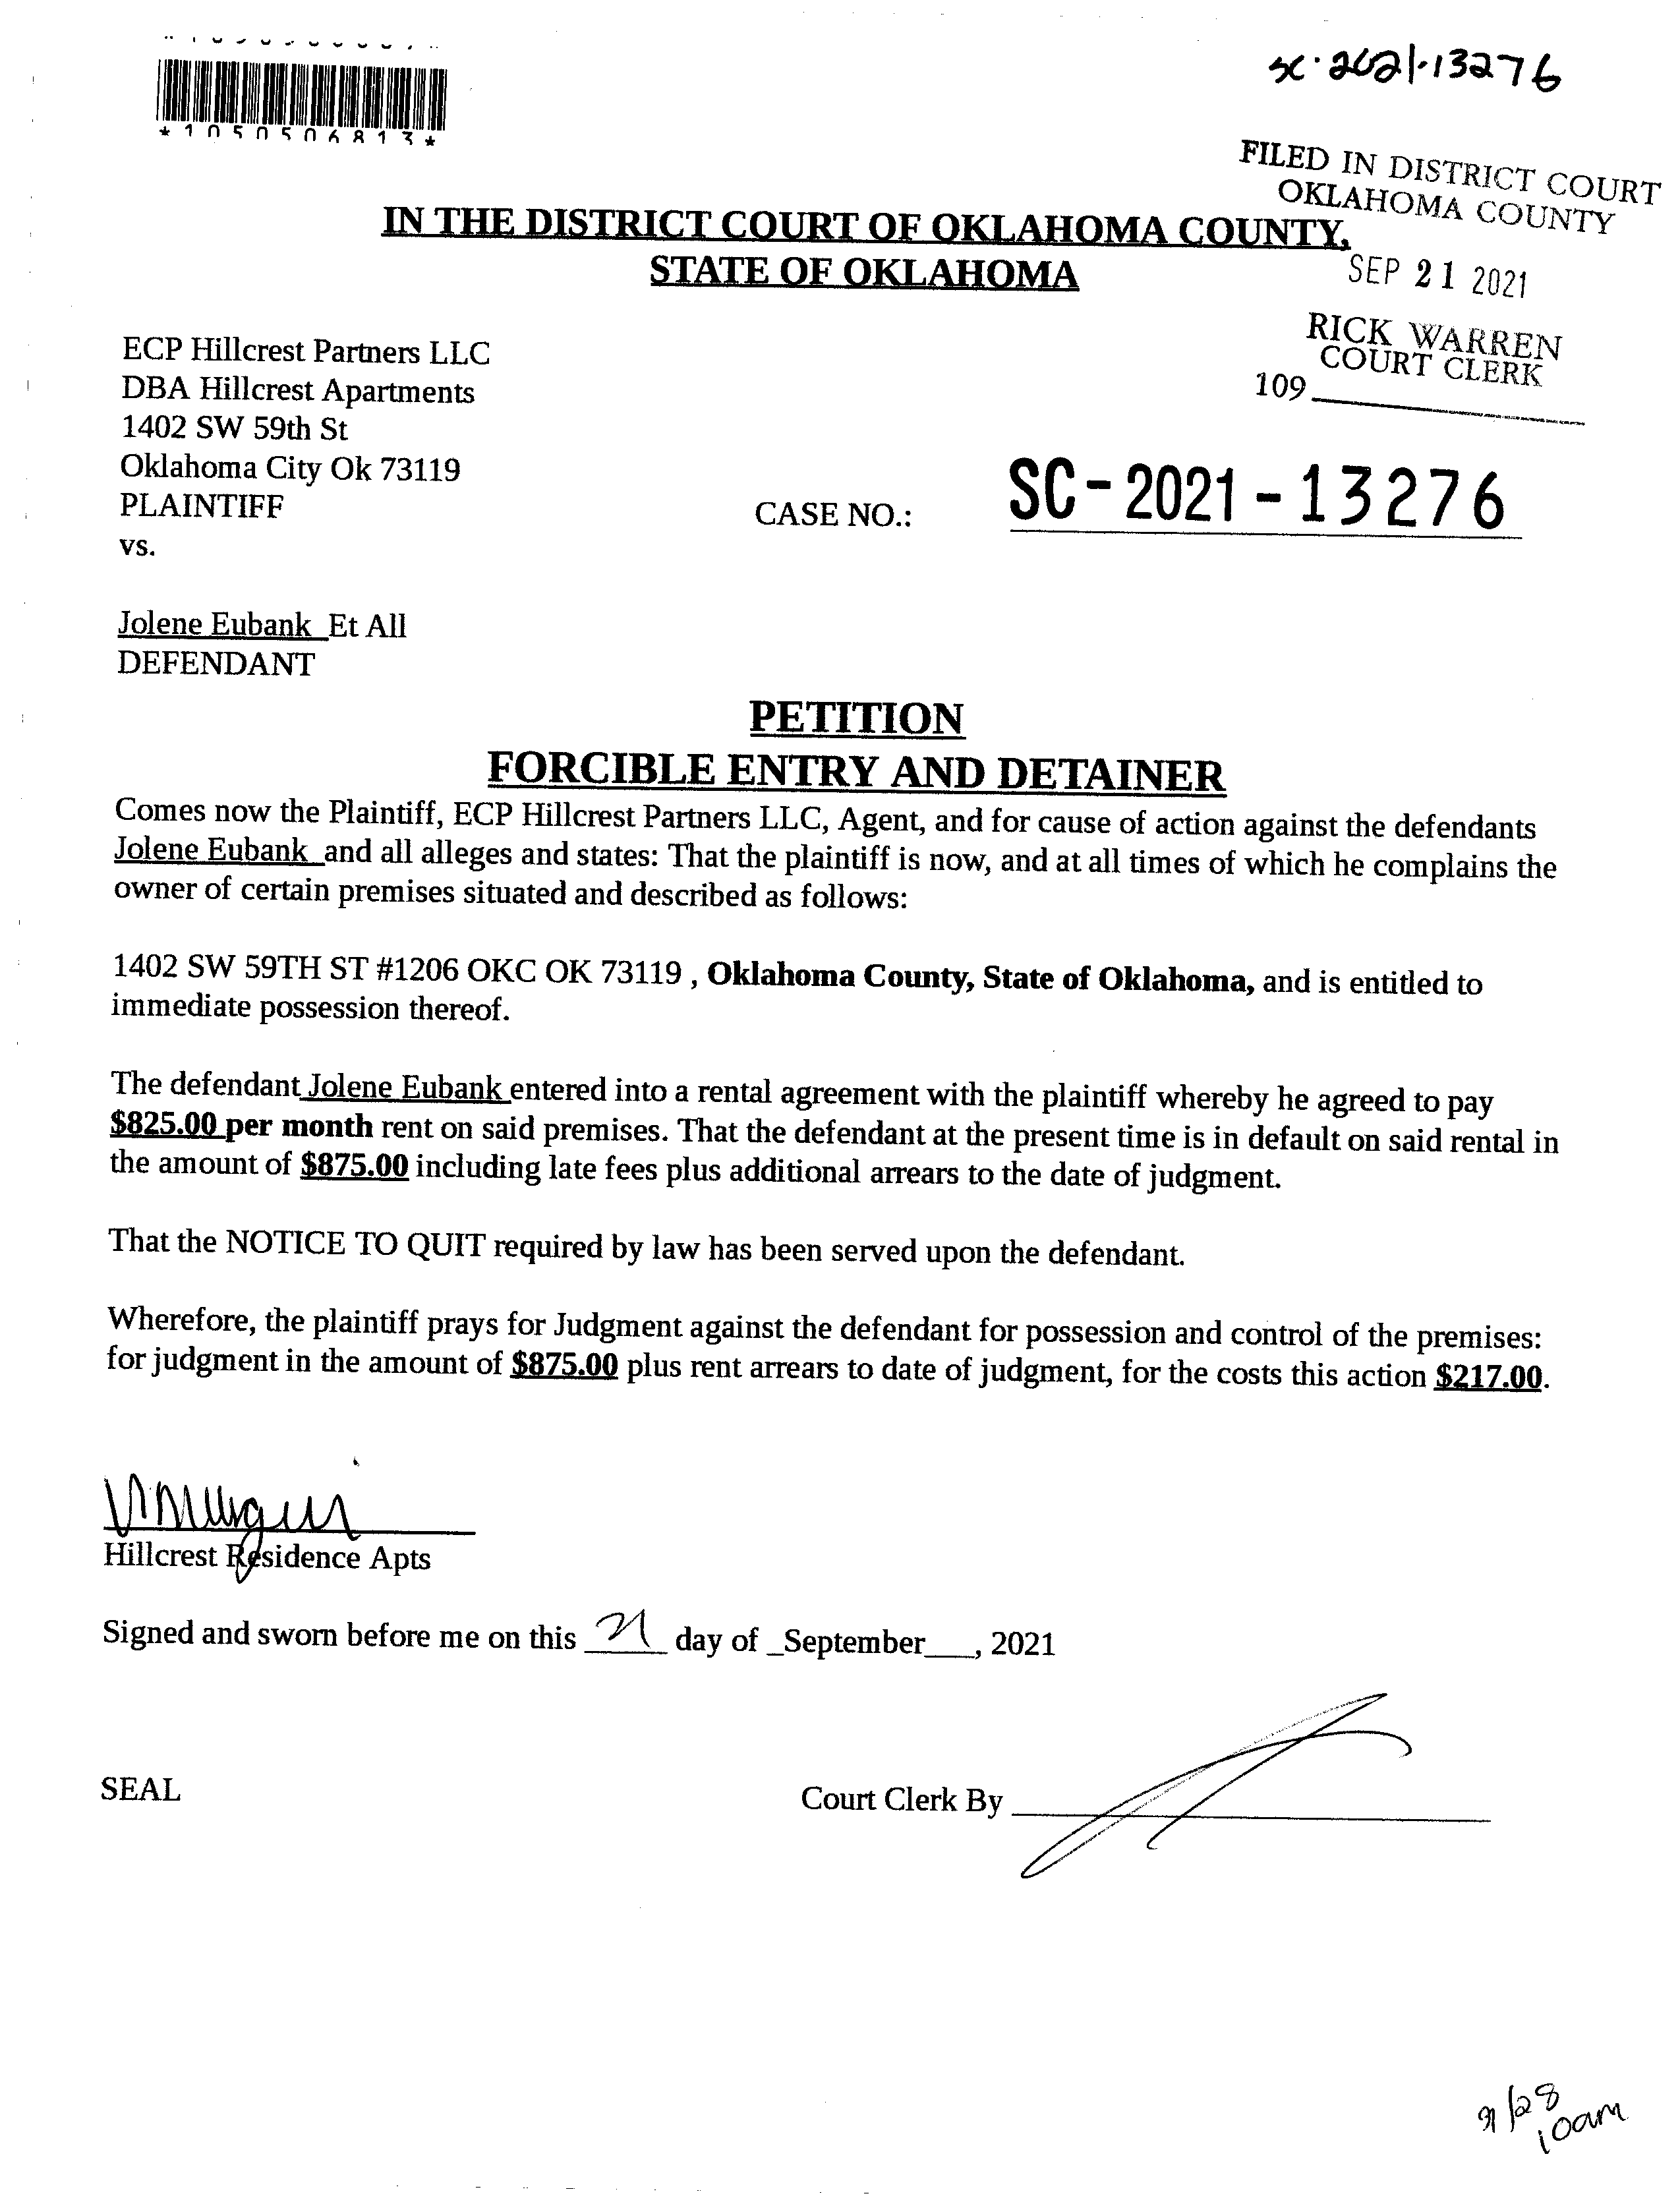 sc·2021·13276
*1050506813*
FILED IN DISTRICT COURT
OKLAHOMA COUNTY
IN THE DISTRICT COURT OF OKLAHOMA COUNTY,
STATE OF OKLAHOMA
SEP 21 2021
RICK WARREN
COURT CLERK
109
ECP Hillcrest Partners LLC
DBA Hillcrest Apartments
1402 SW 59th St
Oklahoma City Ok 73119
PLAINTIFF
CASE NO.: SC-2021-13276
vs.
Jolene Eubank Et All
DEFENDANT
PETITION
FORCIBLE ENTRY AND DETAINER
Comes now the Plaintiff, ECP Hillcrest Partners LLC, Agent, and for cause of action against the defendants
Jolene Eubank and all alleges and states: That the plaintiff is now, and at all times of which he complains the
owner of certain premises situated and described as follows:
1402 SW 59TH ST #1206 OKC OK 73119 , Oklahoma County, State of Oklahoma, and is entitled to
immediate possession thereof.
The defendant Jolene Eubank entered into a rental agreement with the plaintiff whereby he agreed to pay
$825.00 per month rent on said premises. That the defendant at the present time is in default on said rental in
the amount of $875.00 including late fees plus additional arrears to the date of judgment.
That the NOTICE TO QUIT required by law has been served upon the defendant.
Wherefore, the plaintiff prays for Judgment against the defendant for possession and control of the premises:
for judgment in the amount of $875.00 plus rent arrears to date of judgment, for the costs this action $217.00.
Hillcrest Residence Apts
Signed and sworn before me on this 21 day of _September___, 2021
SEAL
Court Clerk By
9/28
10am